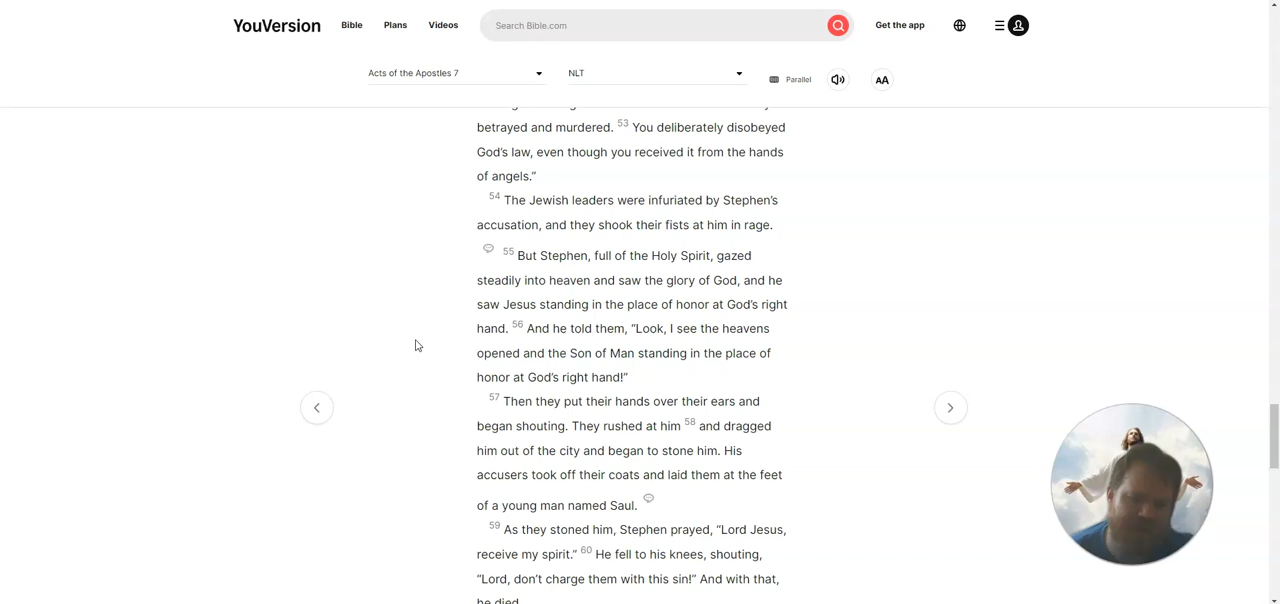 YouVersion Bible Plans Videos Search Bible.com Get the app
Acts of the Apostles 7 NLT Parallel AA
betrayed and murdered. 53 You deliberately disobeyed
God’s law, even though you received it from the hands
of angels.”
54 The Jewish leaders were infuriated by Stephen’s
accusation, and they shook their fists at him in rage.
55 But Stephen, full of the Holy Spirit, gazed
steadily into heaven and saw the glory of God, and he
saw Jesus standing in the place of honor at God’s right
hand. 56 And he told them, “Look, I see the heavens
opened and the Son of Man standing in the place of
honor at God’s right hand!”
57 Then they put their hands over their ears and
began shouting. They rushed at him 58 and dragged
him out of the city and began to stone him. His
accusers took off their coats and laid them at the feet
of a young man named Saul.
59 As they stoned him, Stephen prayed, “Lord Jesus,
receive my spirit.” 60 He fell to his knees, shouting,
“Lord, don’t charge them with this sin!” And with that,
he died.